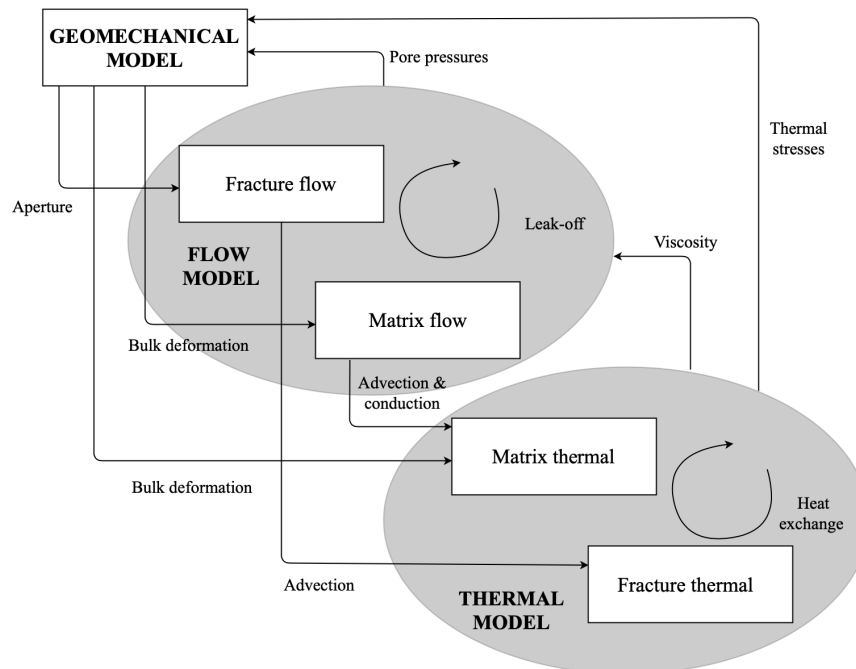 GEOMECHANICAL
MODEL
Pore pressures
Thermal
stresses
Fracture flow
Aperture
Leak-off
FLOW
MODEL
Viscosity
Matrix flow
Bulk deformation
Advection &
conduction
Matrix thermal
Bulk deformation
Heat
exchange
Advection
Fracture thermal
THERMAL
MODEL